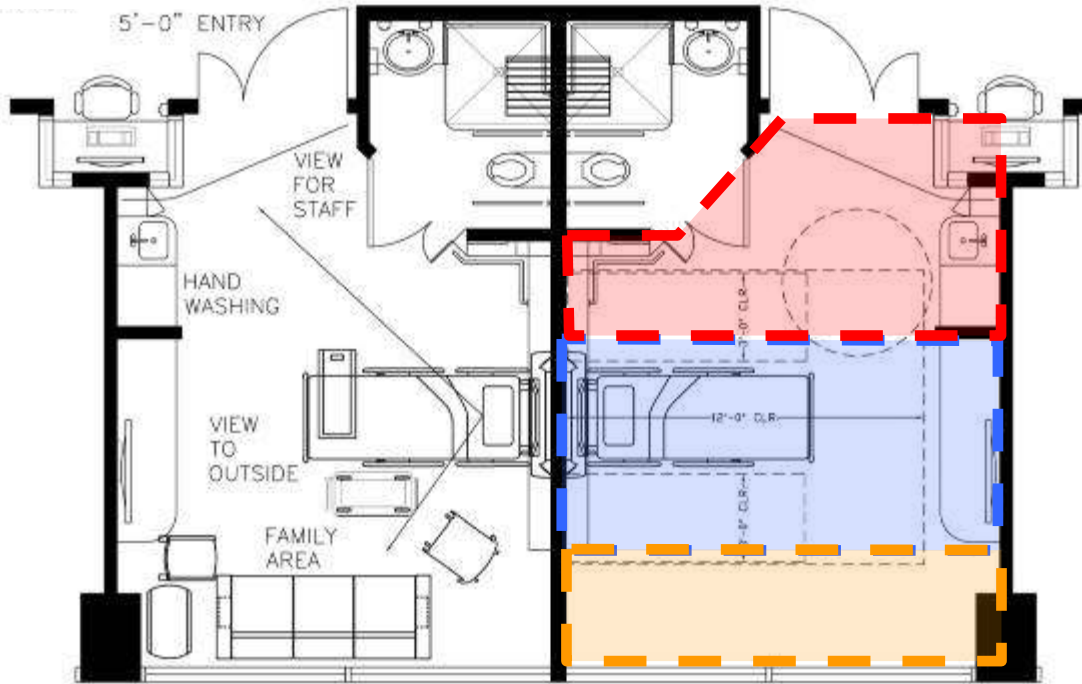 5'-0" ENTRY
VIEW
FOR
STAFF
HAND
WASHING
VIEW
TO
OUTSIDE
FAMILY
AREA
12'-0" CLR.